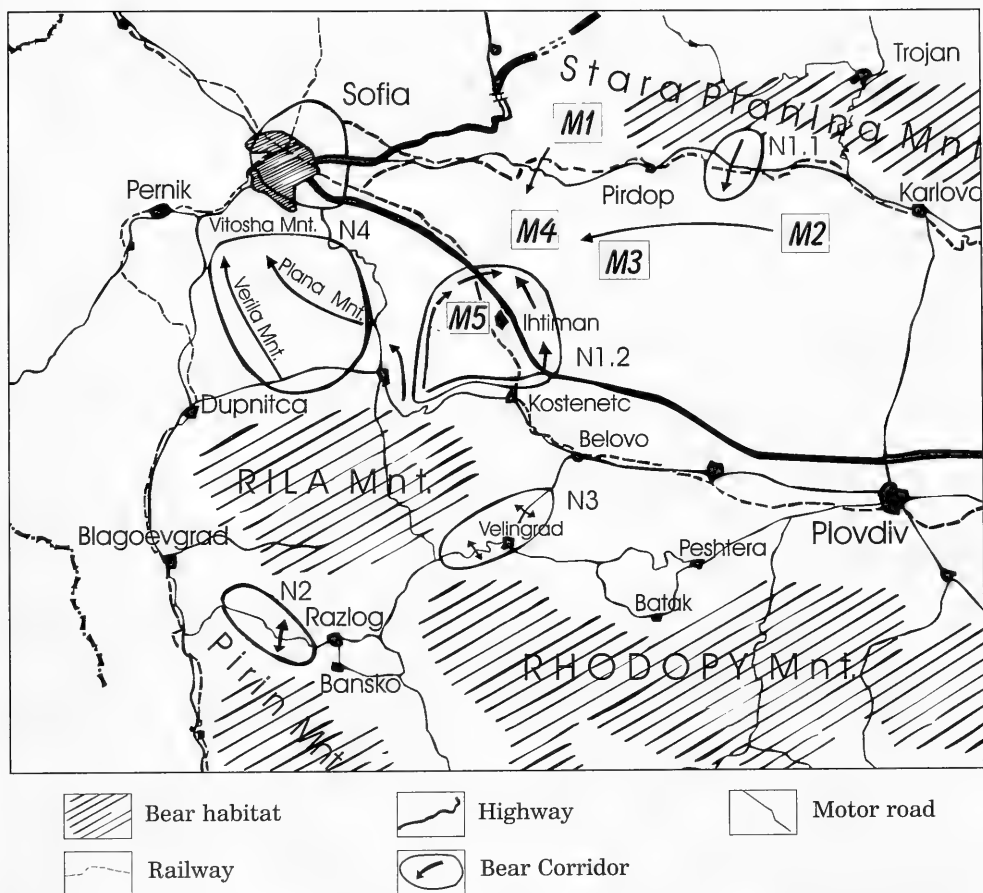 Trojan
Stara Planina Mnt.
Sofia
M1
N1.1
Pirdop
Karlovo
Pernik
Vitosha Mnt.
N4
M4
M3
M2
Plana Mnt.
Verila Mnt.
M5
Ihtiman
N1.2
Dupnitca
Kostenetc
Belovo
RILA Mnt.
N3
Velingrad
Plovdiv
Blagoevgrad
Peshtera
N2
Razlog
Batak
Pirin Mnt.
Bansko
RHODOPY Mnt.
Bear habitat
Highway
Motor road
Railway
Bear Corridor